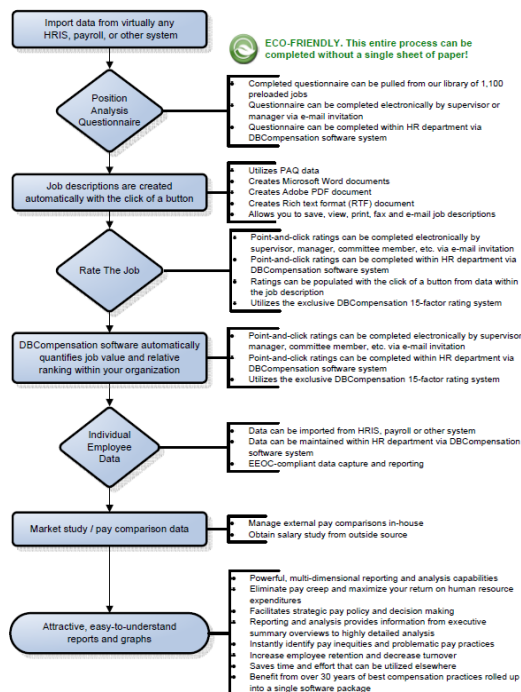 Import data from virtually any
HRIS, payroll, or other system
ECO-FRIENDLY. This entire process can be
completed without a single sheet of paper!
Position
Analysis
Questionnaire
Completed questionnaire can be pulled from our library of 1,100
preloaded jobs
Questionnaire can be completed electronically by supervisor or
manager via e-mail invitation
Questionnaire can be completed within HR department via
DBCompensation software system
Job descriptions are created
automatically with the click of a button
Utilizes PAQ data
Creates Microsoft Word documents
Creates Adobe PDF document
Creates Rich text format (RTF) document
Allows you to save, view, print, fax and e-mail job descriptions
Rate The Job
Point-and-click ratings can be completed electronically by
supervisor, manager, committee member, etc. via e-mail invitation
Point-and-click ratings can be completed within HR department via
DBCompensation software system
Ratings can be populated with the click of a button from data within
the job description
Utilizes the exclusive DBCompensation 15-factor rating system
DBCompensation software automatically
quantifies job value and relative
ranking within your organization
Point-and-click ratings can be completed electronically by supervisor
manager, committee member, etc. via e-mail invitation
Point-and-click ratings can be completed within HR department via
DBCompensation software system
Utilizes the exclusive DBCompensation 15-factor rating system
Individual
Employee
Data
Data can be imported from HRIS, payroll or other system
Data can be maintained within HR department via DBCompensation
software system
EEOC-compliant data capture and reporting
Market study / pay comparison data
Manage external pay comparisons in-house
Obtain salary study from outside source
Attractive, easy-to-understand
reports and graphs
Powerful, multi-dimensional reporting and analysis capabilities
Eliminate pay creep and maximize your return on human resource
expenditures
Facilitates strategic pay policy and decision making
Reporting and analysis provides information from executive
summary overviews to highly detailed analysis
Instantly identify pay inequities and problematic pay practices
Increase employee retention and decrease turnover
Saves time and effort that can be utilized elsewhere
Benefit from over 30 years of best compensation practices rolled up
into a single software package